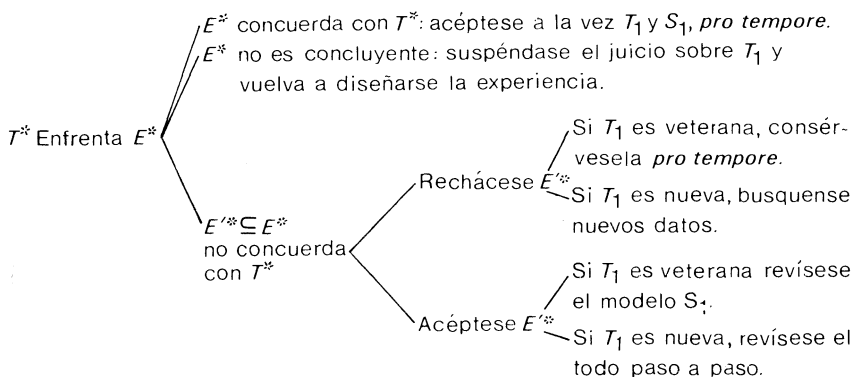 E* concuerda con T*: acéptese a la vez T₁ y S₁, pro tempore.
E* no es concluyente: suspéndase el juicio sobre T₁ y
vuelva a diseñarse la experiencia.
T* Enfrenta E*
Si T₁ es veterana, consér-
vesela pro tempore.
Rechácese E'*
Si T₁ es nueva, busquense
nuevos datos.
E'* ⊆ E*
no concuerda
con T*
Si T₁ es veterana revísese
el modelo S₁.
Acéptese E'*
Si T₁ es nueva, revísese el
todo paso a paso.